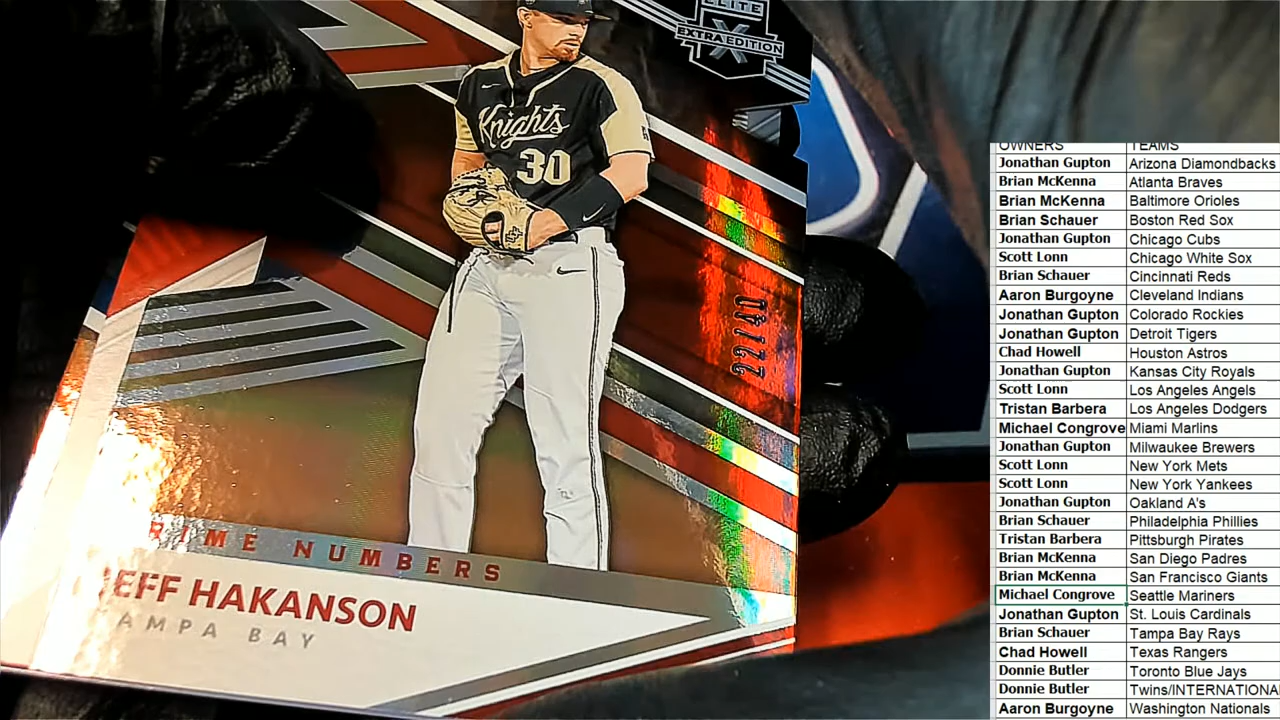 ELITE
EXTRA EDITION
Knights
30
22/40
RIME NUMBERS
EFF HAKANSON
AMPA BAY
OWNERS TEAMS
Jonathan Gupton Arizona Diamondbacks
Brian McKenna Atlanta Braves
Brian McKenna Baltimore Orioles
Brian Schauer Boston Red Sox
Jonathan Gupton Chicago Cubs
Scott Lonn Chicago White Sox
Brian Schauer Cincinnati Reds
Aaron Burgoyne Cleveland Indians
Jonathan Gupton Colorado Rockies
Jonathan Gupton Detroit Tigers
Chad Howell Houston Astros
Jonathan Gupton Kansas City Royals
Scott Lonn Los Angeles Angels
Tristan Barbera Los Angeles Dodgers
Michael Congrove Miami Marlins
Jonathan Gupton Milwaukee Brewers
Scott Lonn New York Mets
Scott Lonn New York Yankees
Jonathan Gupton Oakland A's
Brian Schauer Philadelphia Phillies
Tristan Barbera Pittsburgh Pirates
Brian McKenna San Diego Padres
Brian McKenna San Francisco Giants
Michael Congrove Seattle Mariners
Jonathan Gupton St. Louis Cardinals
Brian Schauer Tampa Bay Rays
Chad Howell Texas Rangers
Donnie Butler Toronto Blue Jays
Donnie Butler Twins/INTERNATIONA
Aaron Burgoyne Washington Nationals